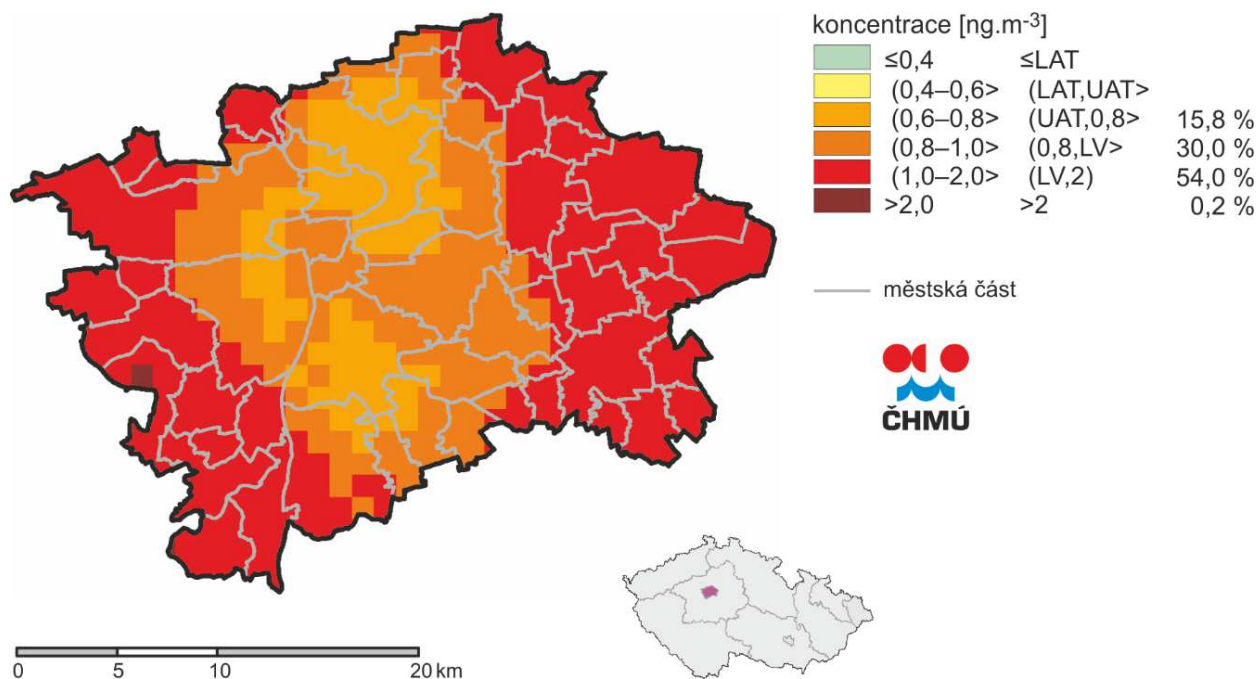 koncentrace [ng.m-3]
≤0,4 ≤LAT
(0,4–0,6> (LAT,UAT>
(0,6–0,8> (UAT,0,8> 15,8 %
(0,8–1,0> (0,8,LV> 30,0 %
(1,0–2,0> (LV,2) 54,0 %
>2,0 >2 0,2 %
městská část
ČHMÚ
0 5 10 20 km